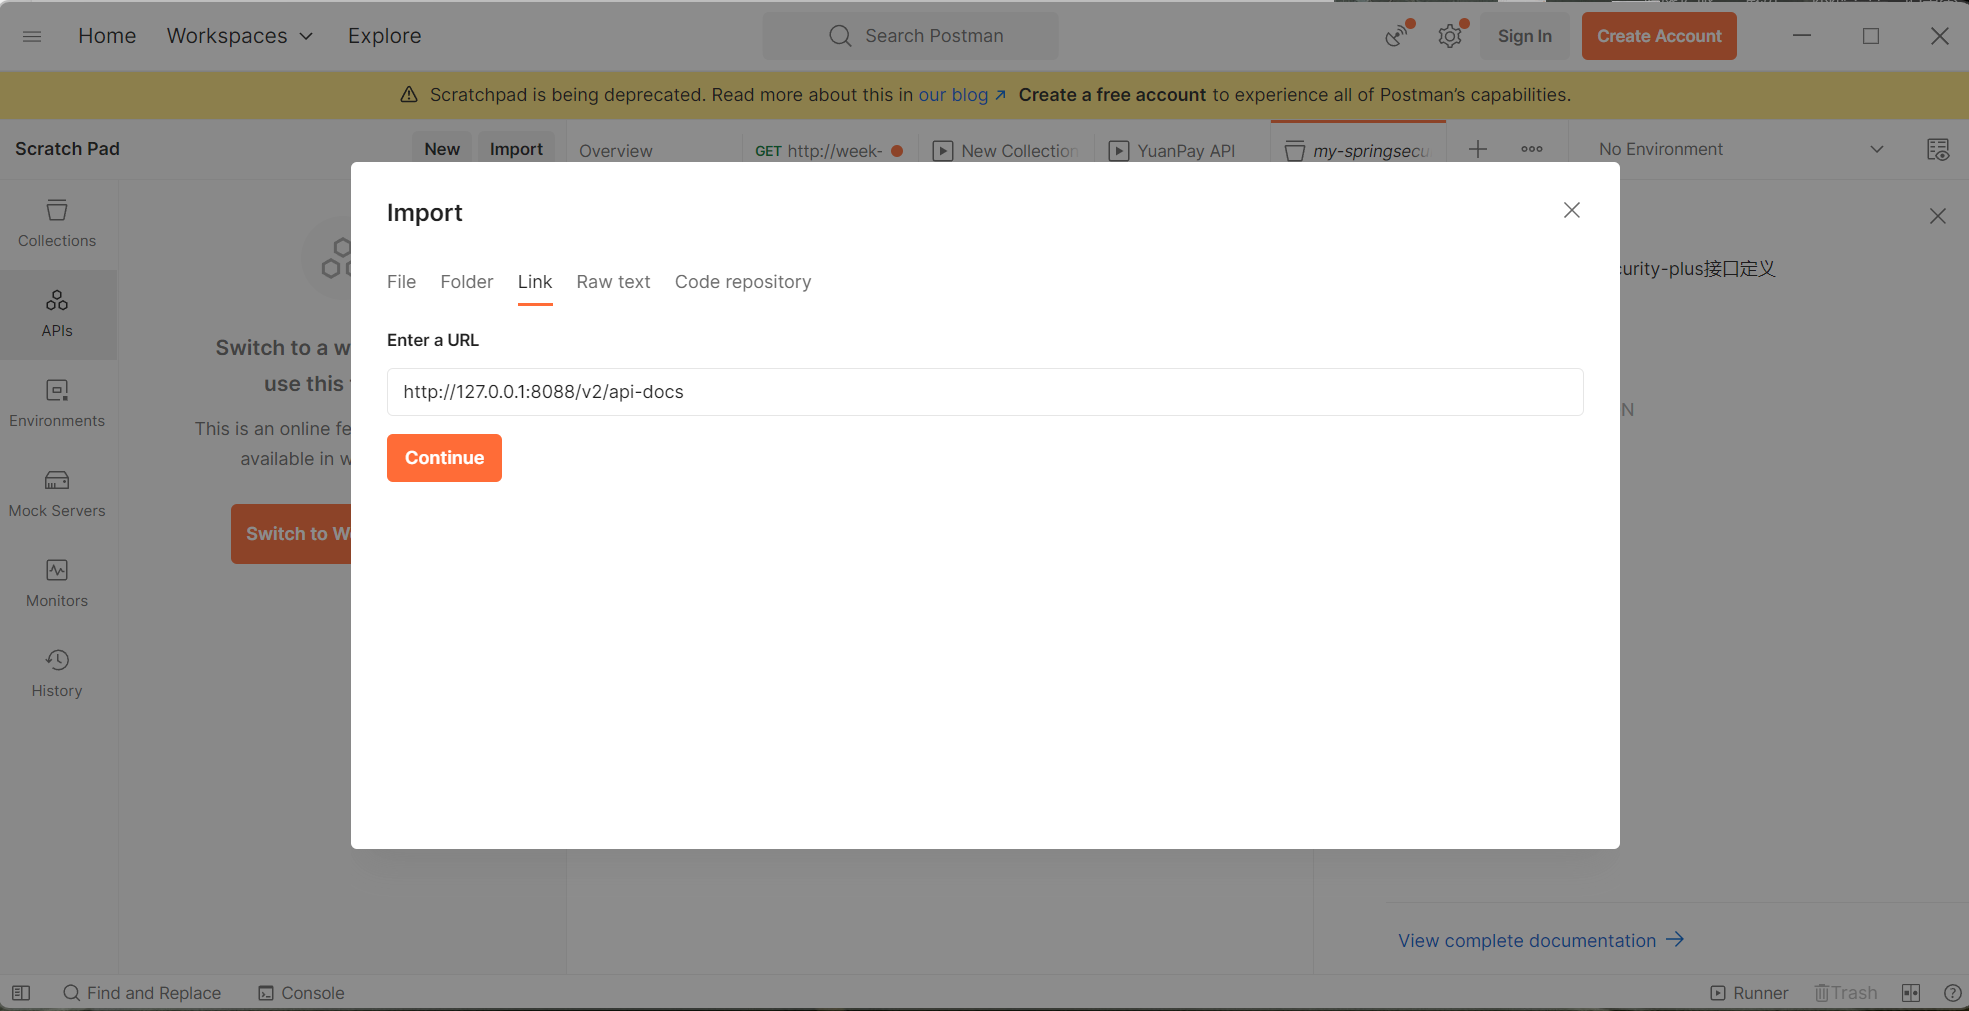 Home Workspaces Explore Search Postman Sign In Create Account
Scratchpad is being deprecated. Read more about this in our blog ↗ Create a free account to experience all of Postman's capabilities.
Scratch Pad New Import Overview GET http://week- New Collection YuanPay API my-springsecu No Environment
Collections
APIs
Environments
Mock Servers
Monitors
History
Switch to a w
use this
This is an online fe
available in w
Switch to W
Import
File Folder Link Raw text Code repository
Enter a URL
http://127.0.0.1:8088/v2/api-docs
Continue
curity-plus接口定义
N
View complete documentation →
Find and Replace Console Runner Trash